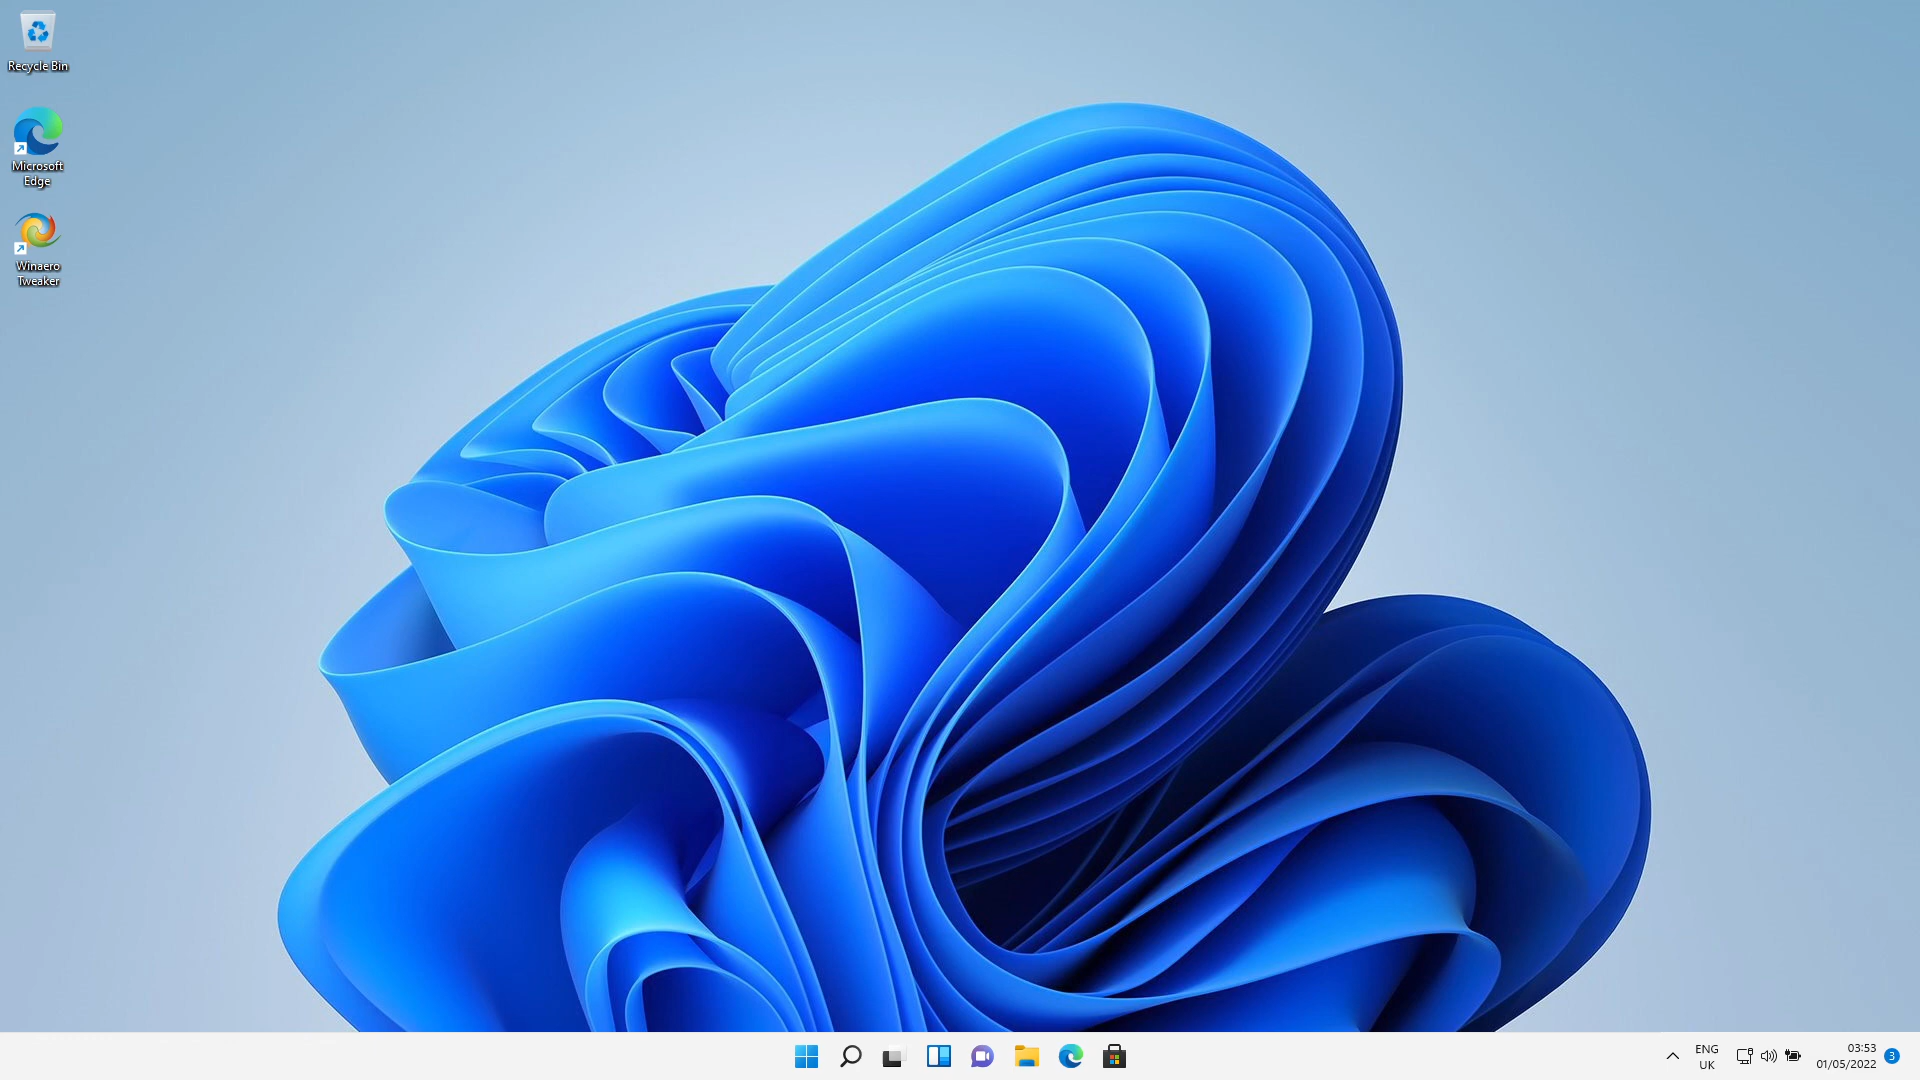 Recycle Bin
Microsoft
Edge
Winaero
Tweaker
ENG
UK
03:53
01/05/2022
3